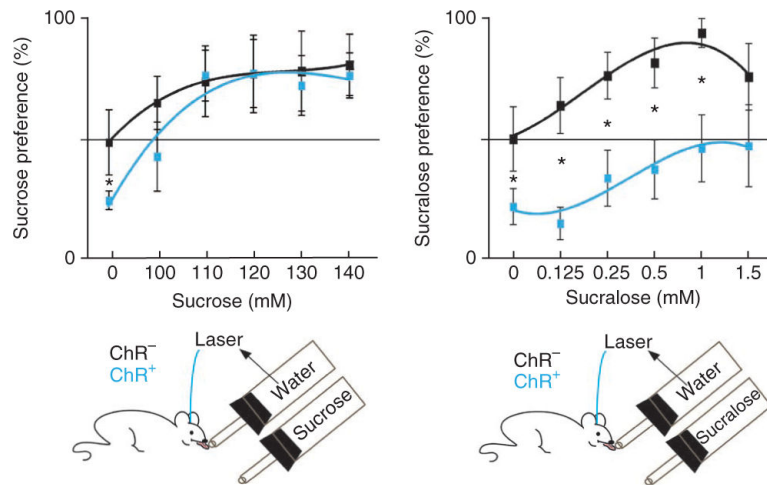 100
Sucrose preference (%)
*
0
0 100 110 120 130 140
Sucrose (mM)
100
Sucralose preference (%)
* * * * *
0
0 0.125 0.25 0.5 1 1.5
Sucralose (mM)
ChR⁻
ChR⁺
Laser
Water
Sucrose
ChR⁻
ChR⁺
Laser
Water
Sucralose